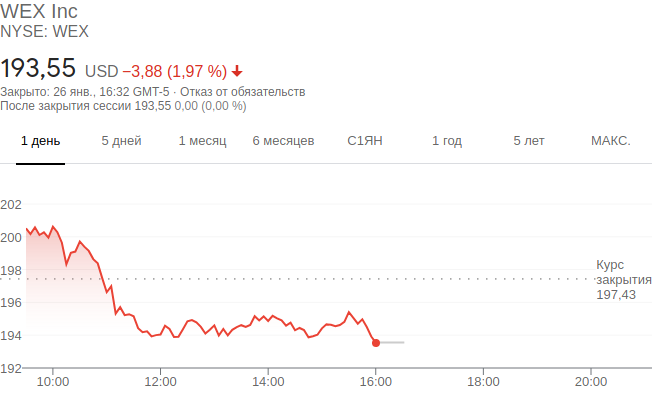 WEX Inc
NYSE: WEX
193,55 USD −3,88 (1,97 %)
Закрыто: 26 янв., 16:32 GMT-5 · Отказ от обязательств
После закрытия сессии 193,55 0,00 (0,00 %)
1 день 5 дней 1 месяц 6 месяцев С1ЯН 1 год 5 лет МАКС.
202
200
198
196
194
192
Курс
закрытия
197,43
10:00 12:00 14:00 16:00 18:00 20:00